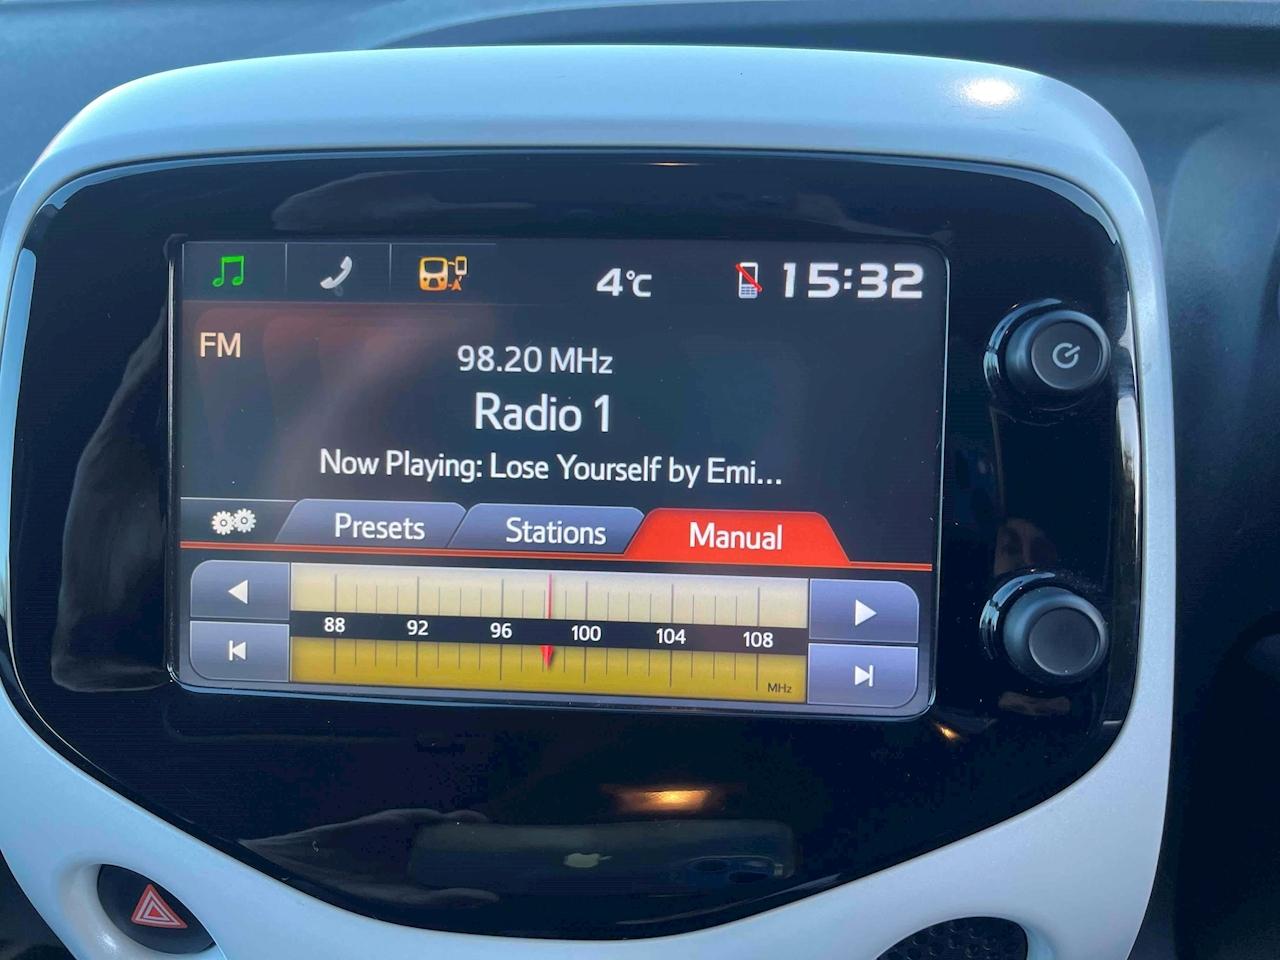 4°C 15:32
FM
98.20 MHz
Radio 1
Now Playing: Lose Yourself by Emi...
Presets Stations Manual
88 92 96 100 104 108
MHz